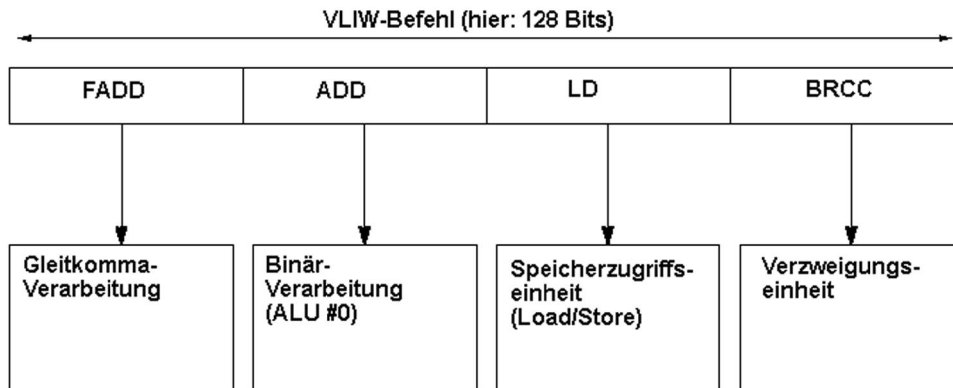 VLIW-Befehl (hier: 128 Bits)
FADD ADD LD BRCC
Gleitkomma-
Verarbeitung
Binär-
Verarbeitung
(ALU #0)
Speicherzugriffs-
einheit
(Load/Store)
Verzweigungs-
einheit